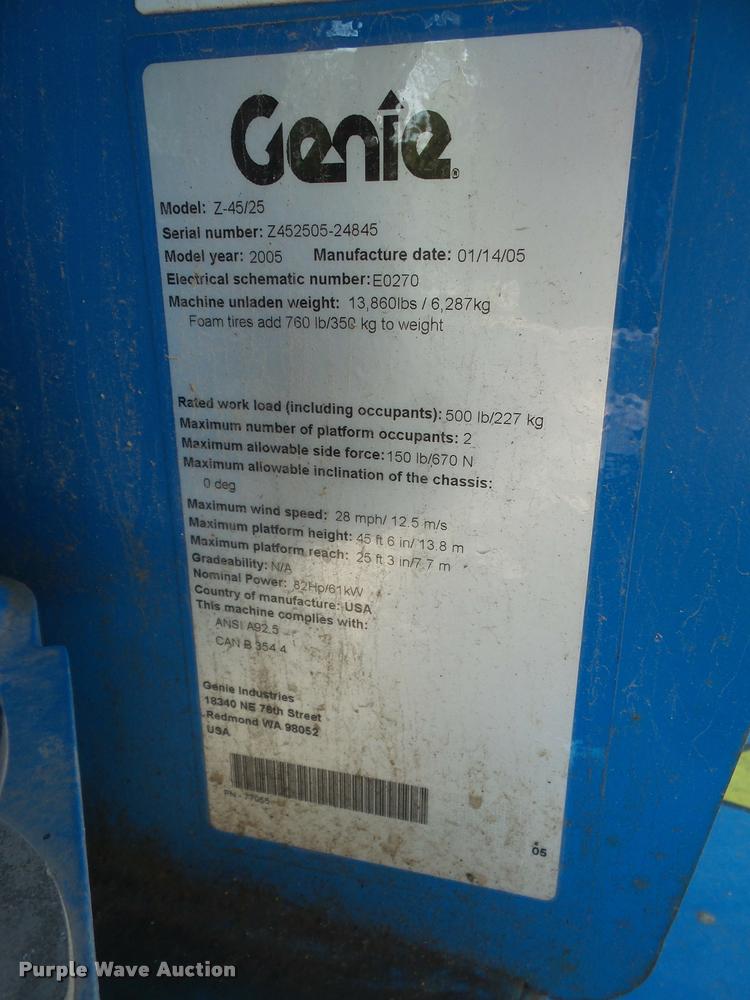 Genie
Model: Z-45/25
Serial number: Z452505-24845
Model year: 2005 Manufacture date: 01/14/05
Electrical schematic number: E0270
Machine unladen weight: 13,860lbs / 6,287kg
Foam tires add 760 lb/350 kg to weight
Rated work load (including occupants): 500 lb/227 kg
Maximum number of platform occupants: 2
Maximum allowable side force: 150 lb/670 N
Maximum allowable inclination of the chassis:
0 deg
Maximum wind speed: 28 mph/ 12.5 m/s
Maximum platform height: 45 ft 6 in/ 13.8 m
Maximum platform reach: 25 ft 3 in/7.7 m
Gradeability: N/A
Nominal Power: 82Hp/61kW
Country of manufacture: USA
This machine complies with:
ANSI A92.5
CAN B 354.4
Genie Industries
18340 NE 76th Street
Redmond WA 98052
USA
PN - 77055
05
Purple Wave Auction